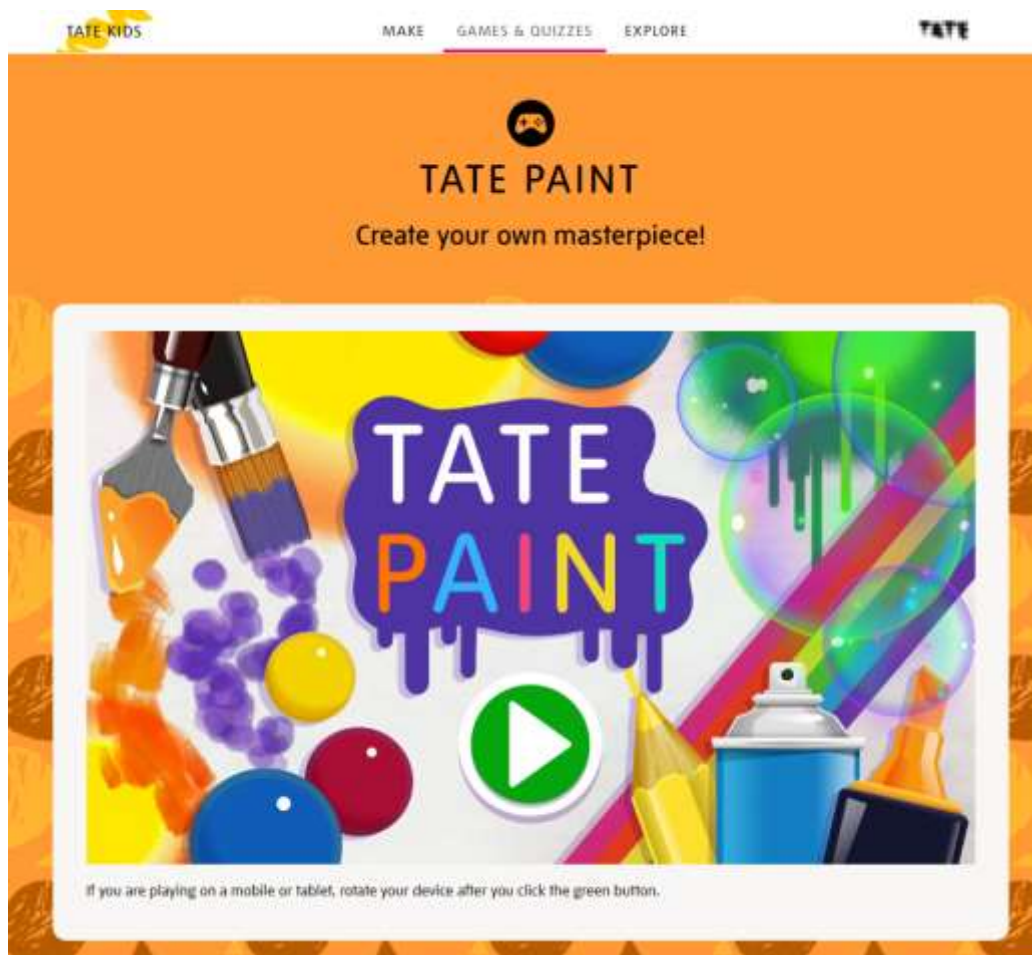 TATE KIDS
MAKE GAMES & QUIZZES EXPLORE
TATE
TATE PAINT
Create your own masterpiece!
TATE
PAINT
If you are playing on a mobile or tablet, rotate your device after you click the green button.